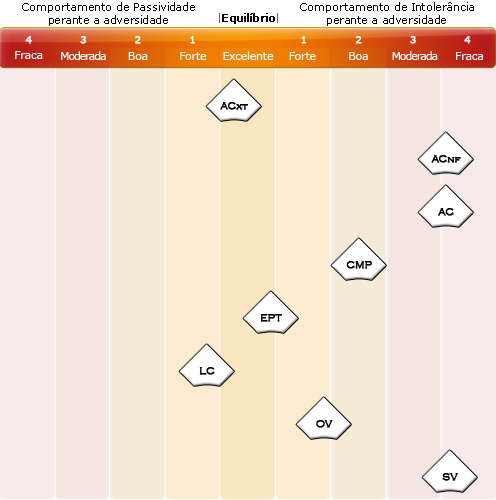 Comportamento de Passividade
perante a adversidade
|Equilíbrio|
Comportamento de Intolerância
perante a adversidade
4 3 2 1 1 2 3 4
Fraca Moderada Boa Forte Excelente Forte Boa Moderada Fraca
ACXT
ACNF
AC
CMP
EPT
LC
OV
SV